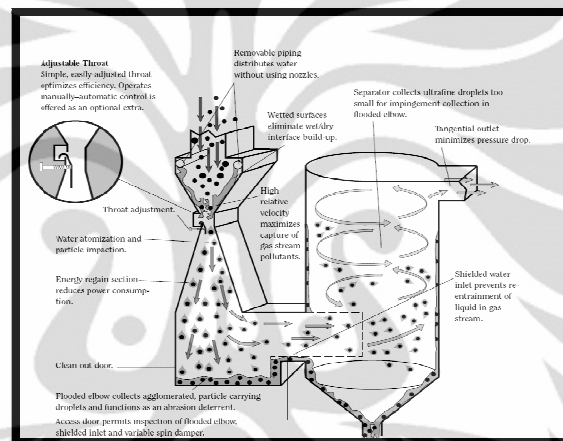 Adjustable Throat
Simple, easily adjusted throat
optimizes efficiency. Operates
manually–automatic control is
offered as an optional extra.
Removable piping
distributes water
without using nozzles.
Wetted surfaces
eliminate wet/dry
interface build-up.
Separator collects ultrafine droplets too
small for impingement collection in
flooded elbow.
Tangential outlet
minimizes pressure drop.
Throat adjustment.
High
relative
velocity
maximizes
capture of
gas stream
pollutants.
Water atomization and
particle impaction.
Energy regain section
reduces power consump-
tion.
Shielded water
inlet prevents re-
entrainment of
liquid in gas
stream.
Clean out door.
Flooded elbow collects agglomerated, particle carrying
droplets and functions as an abrasion deterrent.
Access door permits inspection of flooded elbow,
shielded inlet and variable spin damper.